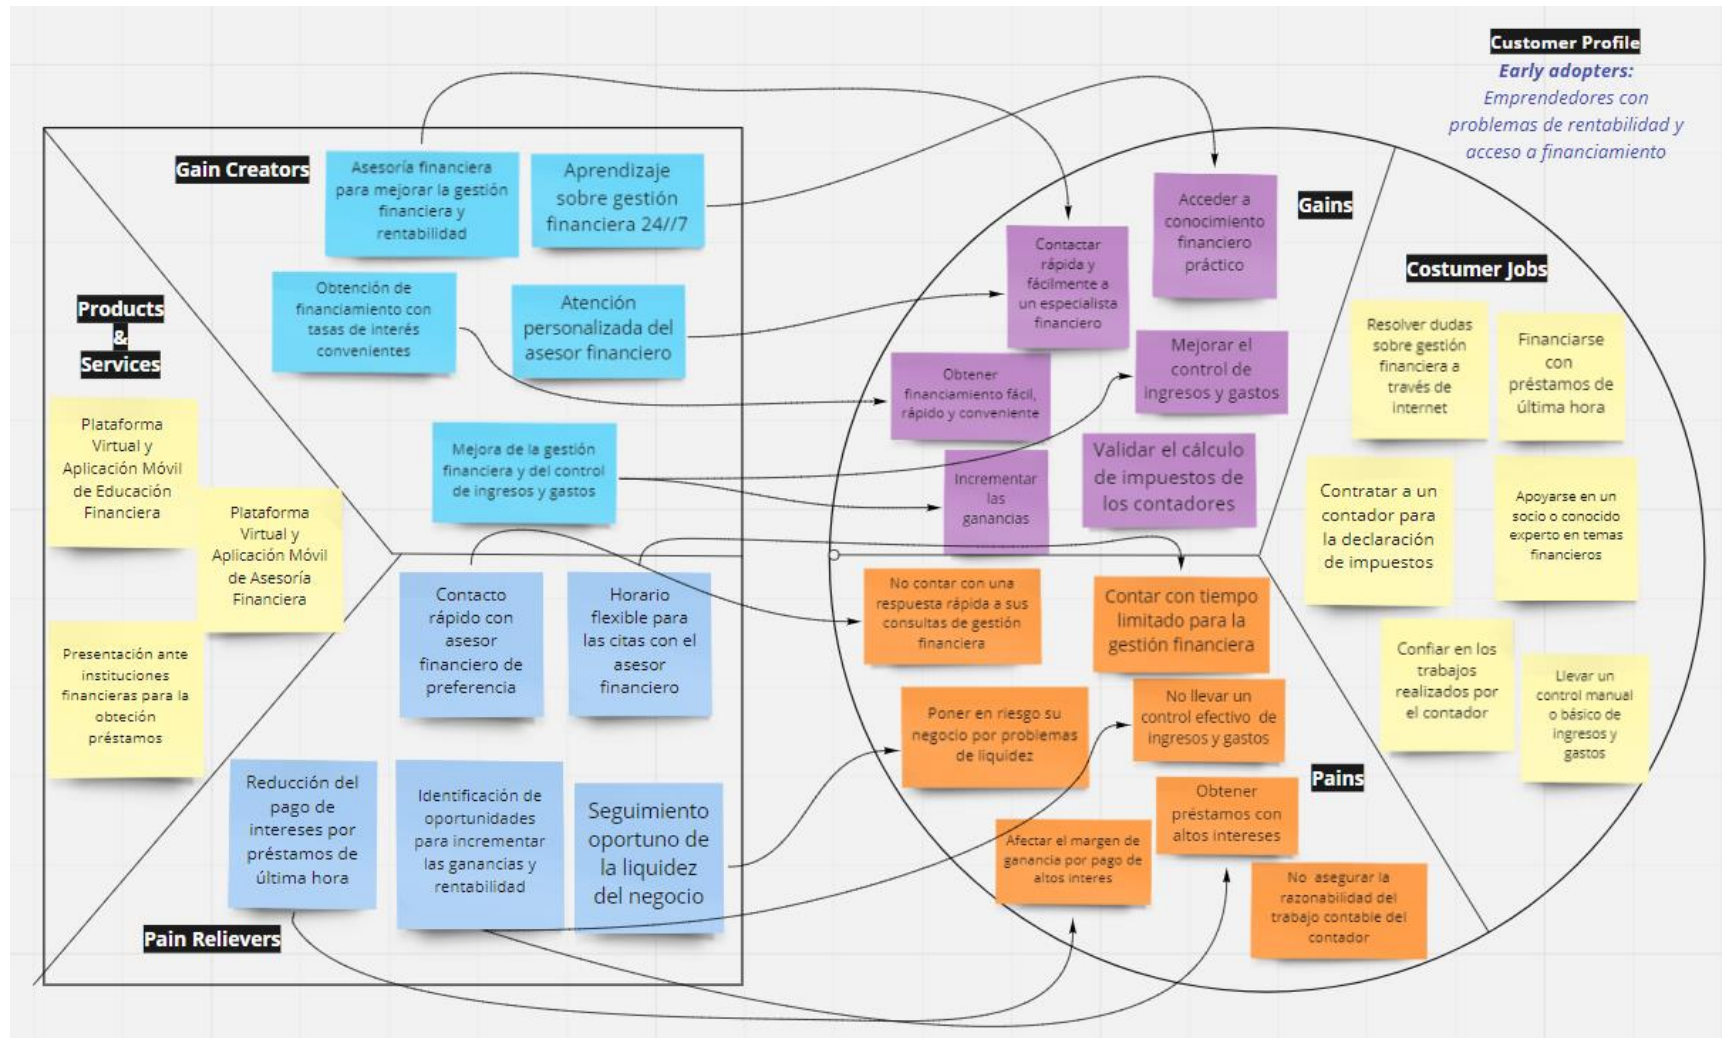 Customer Profile
Early adopters:
Emprendedores con
problemas de rentabilidad y
acceso a financiamiento
Gain Creators
Asesoría financiera
para mejorar la gestión
financiera y
rentabilidad
Aprendizaje
sobre gestión
financiera 24//7
Obtención de
financiamiento con
tasas de interés
convenientes
Atención
personalizada del
asesor financiero
Mejora de la gestión
financiera y del control
de ingresos y gastos
Products
&
Services
Plataforma
Virtual y
Aplicación Móvil
de Educación
Financiera
Plataforma
Virtual y
Aplicación Móvil
de Asesoría
Financiera
Presentación ante
instituciones
financieras para la
obteción
préstamos
Contacto
rápido con
asesor
financiero de
preferencia
Horario
flexible para
las citas con el
asesor
financiero
Reducción del
pago de
intereses por
préstamos de
última hora
Identificación de
oportunidades
para incrementar
las ganancias y
rentabilidad
Seguimiento
oportuno de
la liquidez
del negocio
Pain Relievers
Gains
Acceder a
conocimiento
financiero
práctico
Contactar
rápida y
fácilmente a
un especialista
financiero
Mejorar el
control de
ingresos y gastos
Obtener
financiamiento fácil,
rápido y conveniente
Incrementar
las
ganancias
Validar el cálculo
de impuestos de
los contadores
Costumer Jobs
Resolver dudas
sobre gestión
financiera a
través de
internet
Financiarse
con
préstamos de
última hora
Contratar a un
contador para
la declaración
de impuestos
Apoyarse en un
socio o conocido
experto en temas
financieros
Confiar en los
trabajos
realizados por
el contador
Llevar un
control manual
o básico de
ingresos y
gastos
No contar con una
respuesta rápida a sus
consultas de gestión
financiera
Contar con tiempo
limitado para la
gestión financiera
Poner en riesgo su
negocio por problemas
de liquidez
No llevar un
control efectivo de
ingresos y gastos
Pains
Obtener
préstamos con
altos intereses
Afectar el margen de
ganancia por pago de
altos interes
No asegurar la
razonabilidad del
trabajo contable del
contador